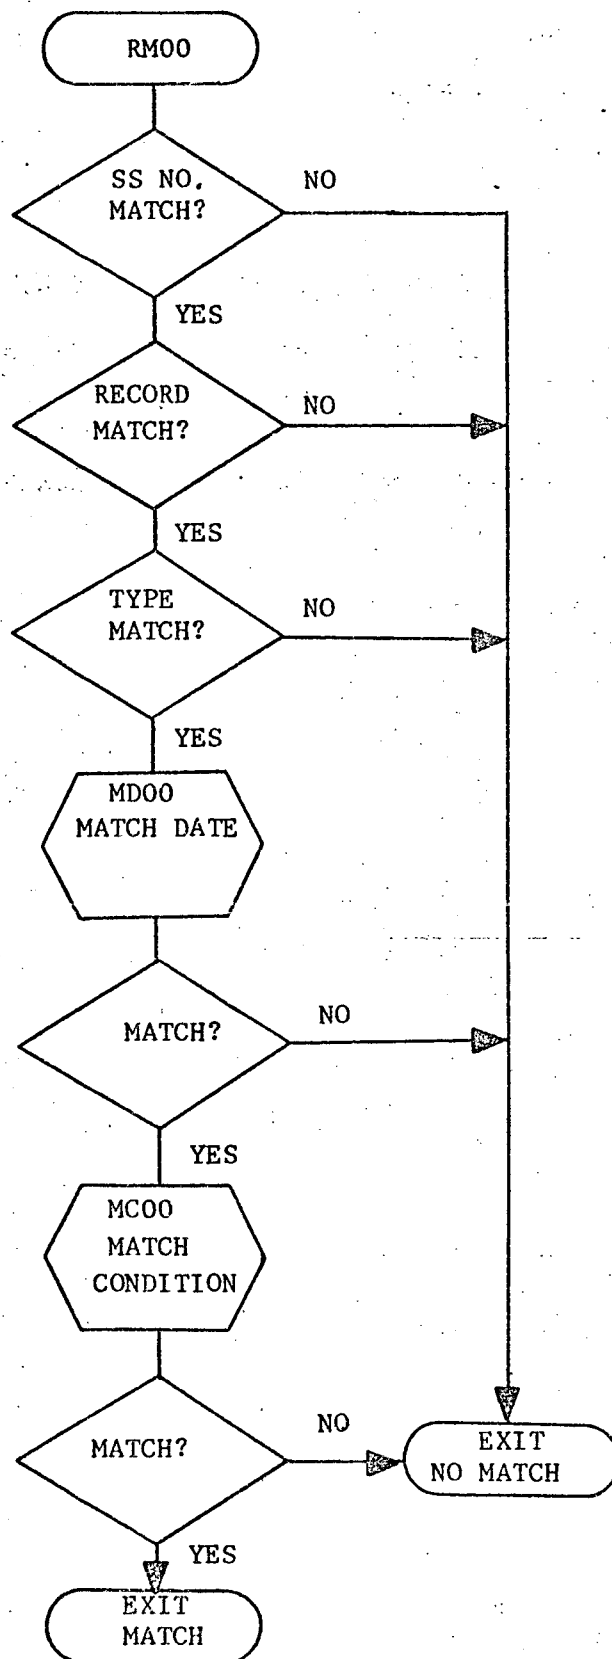 RM00
SS NO.
MATCH?
NO
YES
RECORD
MATCH?
NO
YES
TYPE
MATCH?
NO
YES
MD00
MATCH DATE
MATCH?
NO
YES
MC00
MATCH
CONDITION
MATCH?
NO
EXIT
NO MATCH
YES
EXIT
MATCH